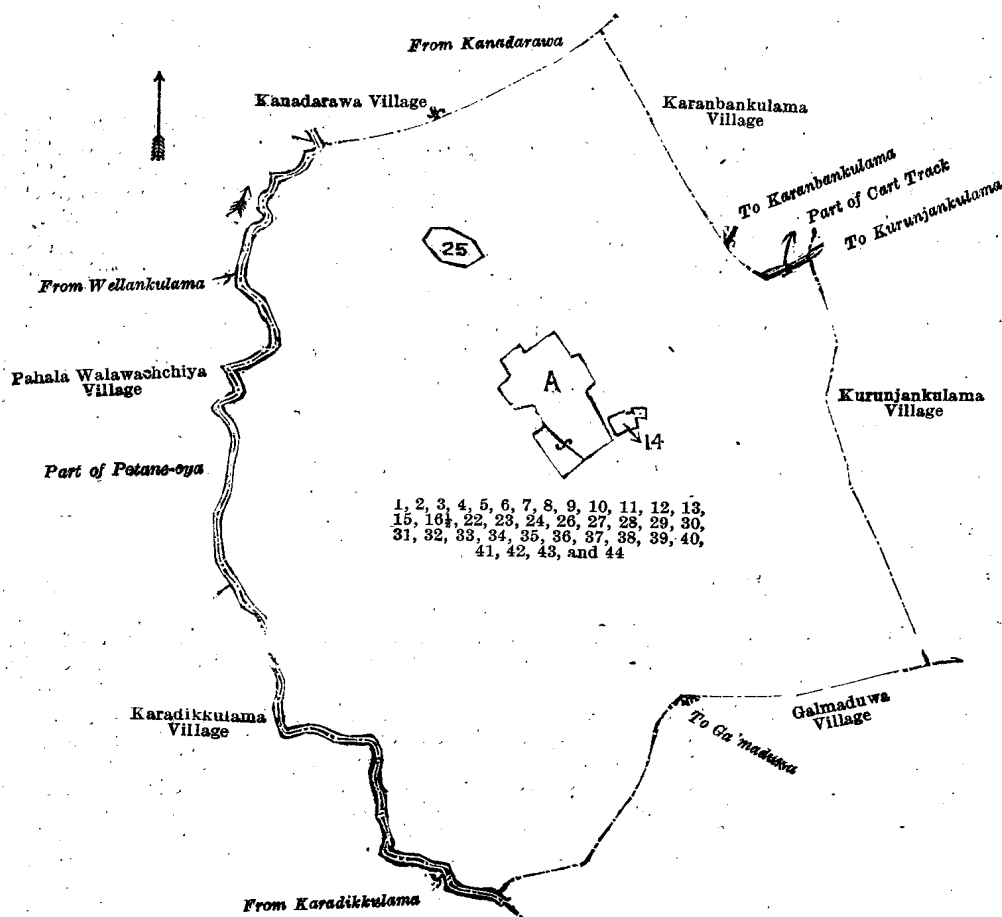 From Kanadarawa
Kanadarawa Village
Karanbankulama
Village
To Karanbankulama
Part of Cart Track
To Kurunjankulama
25
From Wellankulama
Pahala Walawachchiya
Village
A
Kurunjankulama
Village
14
Part of Potane-oya
1, 2, 3, 4, 5, 6, 7, 8, 9, 10, 11, 12, 13,
15, 16½, 22, 23, 24, 26, 27, 28, 29, 30,
31, 32, 33, 34, 35, 36, 37, 38, 39, 40,
41, 42, 43, and 44
Karadikkulama
Village
Galmaduwa
Village
To
From Karadikkulama